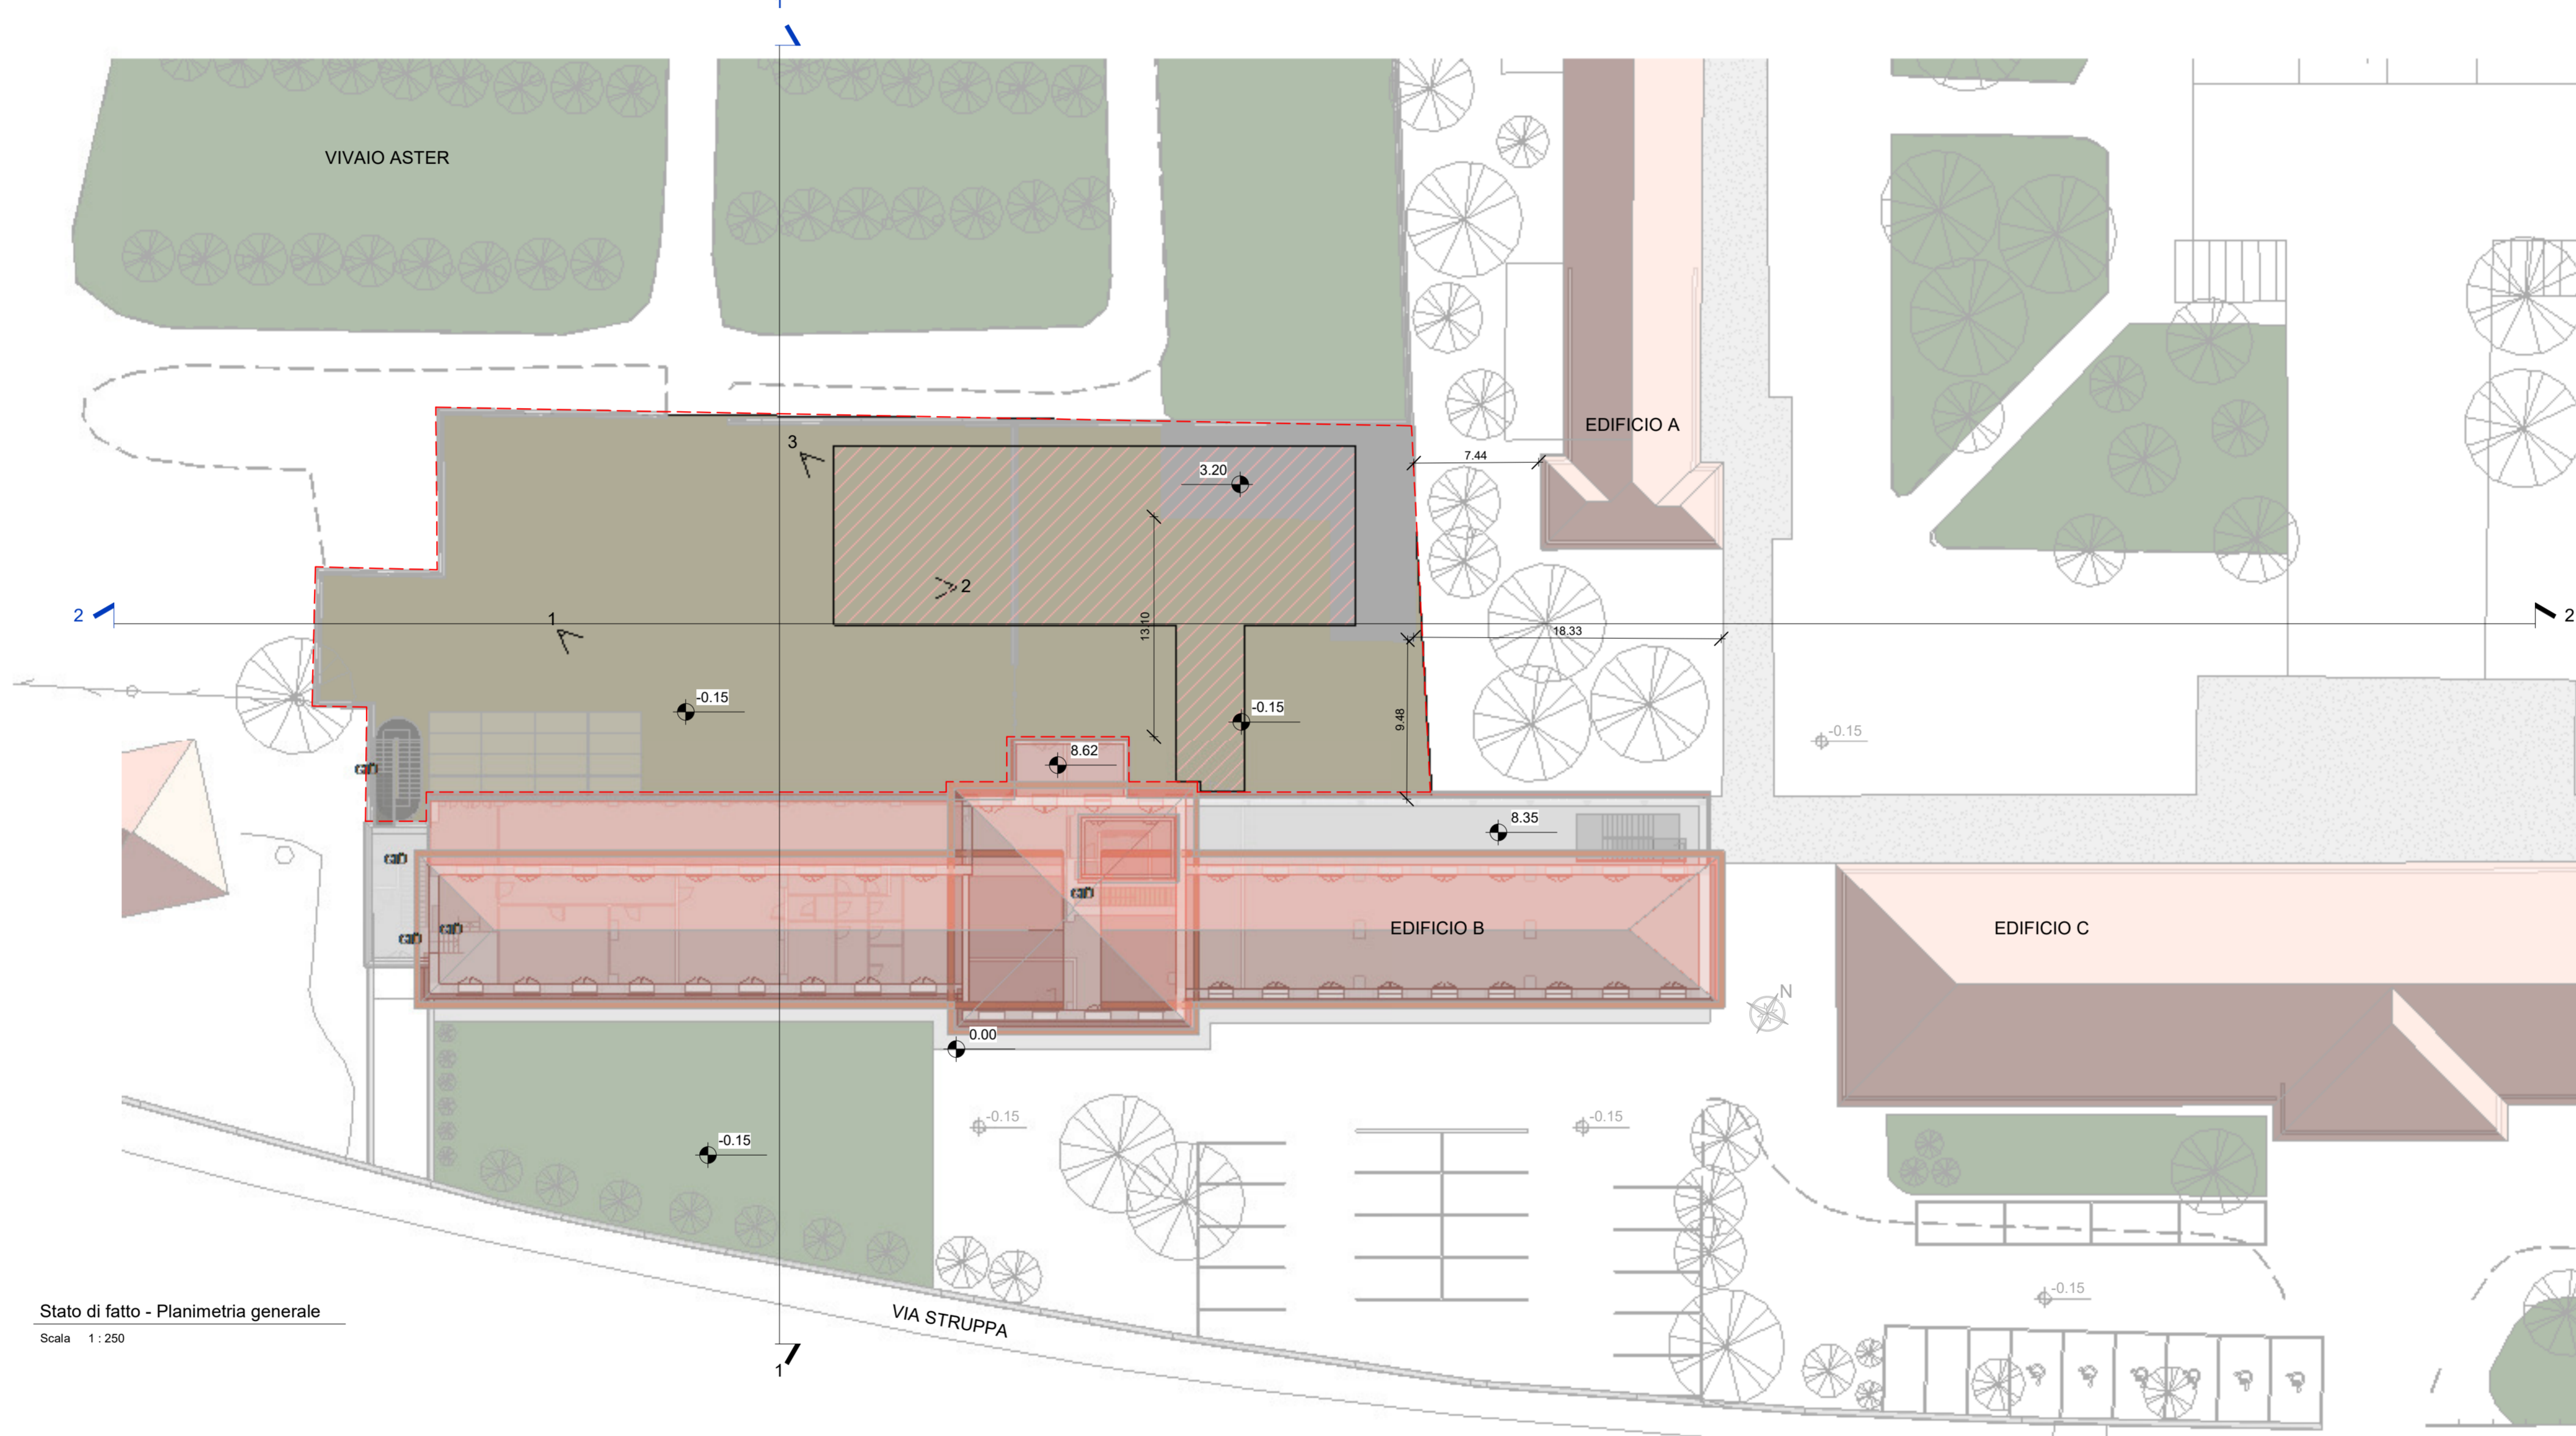 VIVAIO ASTER
EDIFICIO A
3
3.20
7.44
2
1
2
2
13.10
18.33
-0.15
-0.15
9.48
-0.15
8.62
8.35
EDIFICIO B
EDIFICIO C
N
0.00
-0.15
-0.15
-0.15
-0.15
VIA STRUPPA
Stato di fatto - Planimetria generale
Scala 1 : 250
1